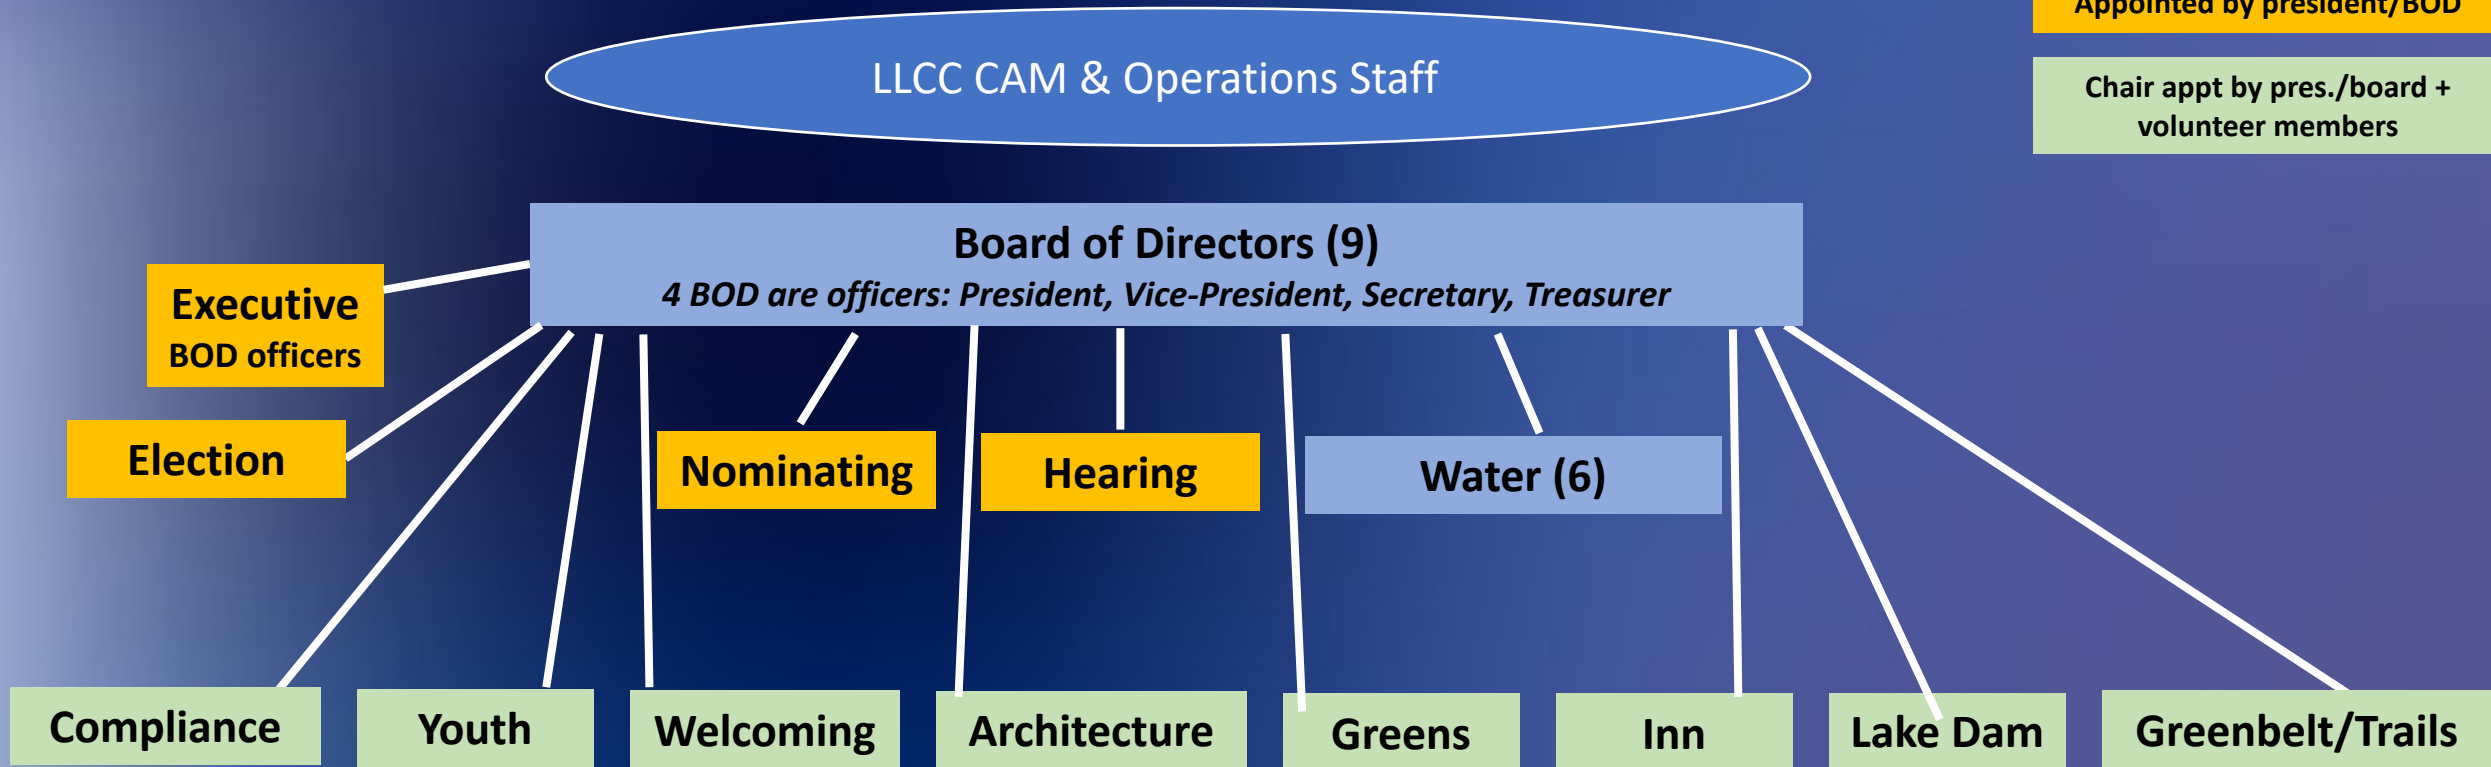 Appointed by president/BOD
LLCC CAM & Operations Staff
Chair appt by pres./board +
volunteer members
Board of Directors (9)
4 BOD are officers: President, Vice-President, Secretary, Treasurer
Executive
BOD officers
Election
Nominating
Hearing
Water (6)
Compliance
Youth
Welcoming
Architecture
Greens
Inn
Lake Dam
Greenbelt/Trails